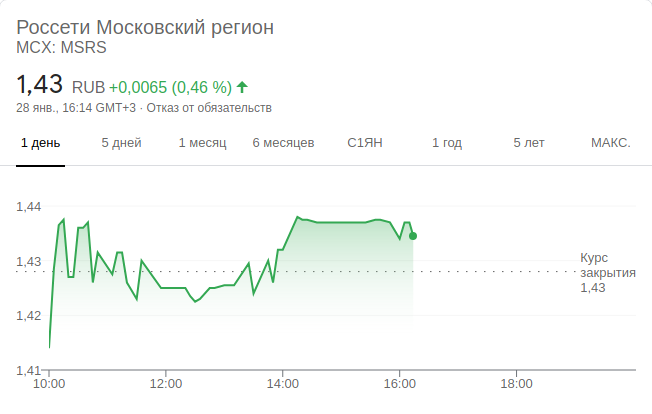 Россети Московский регион
MCX: MSRS
1,43 RUB +0,0065 (0,46 %)
28 янв., 16:14 GMT+3 · Отказ от обязательств
1 день 5 дней 1 месяц 6 месяцев С1ЯН 1 год 5 лет МАКС.
1,44
1,43
1,42
1,41
Курс
закрытия
1,43
10:00 12:00 14:00 16:00 18:00